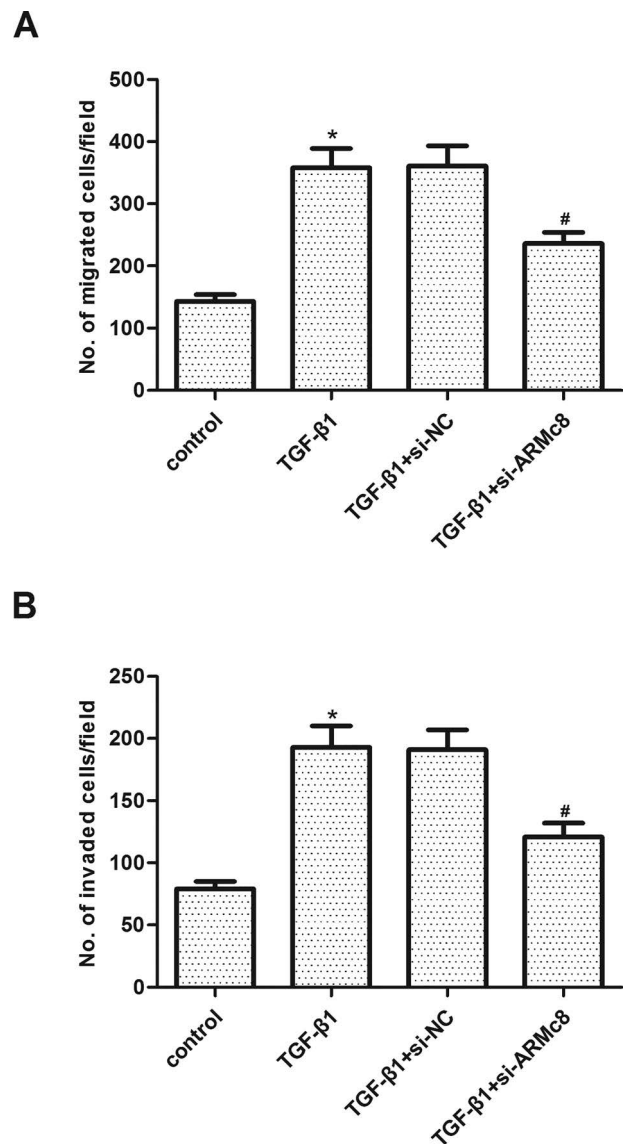 A
No. of migrated cells/field
500
400
300
200
100
0
*
#
control
TGF-β1
TGF-β1+si-NC
TGF-β1+si-ARMc8
B
No. of invaded cells/field
250
200
150
100
50
0
*
#
control
TGF-β1
TGF-β1+si-NC
TGF-β1+si-ARMc8